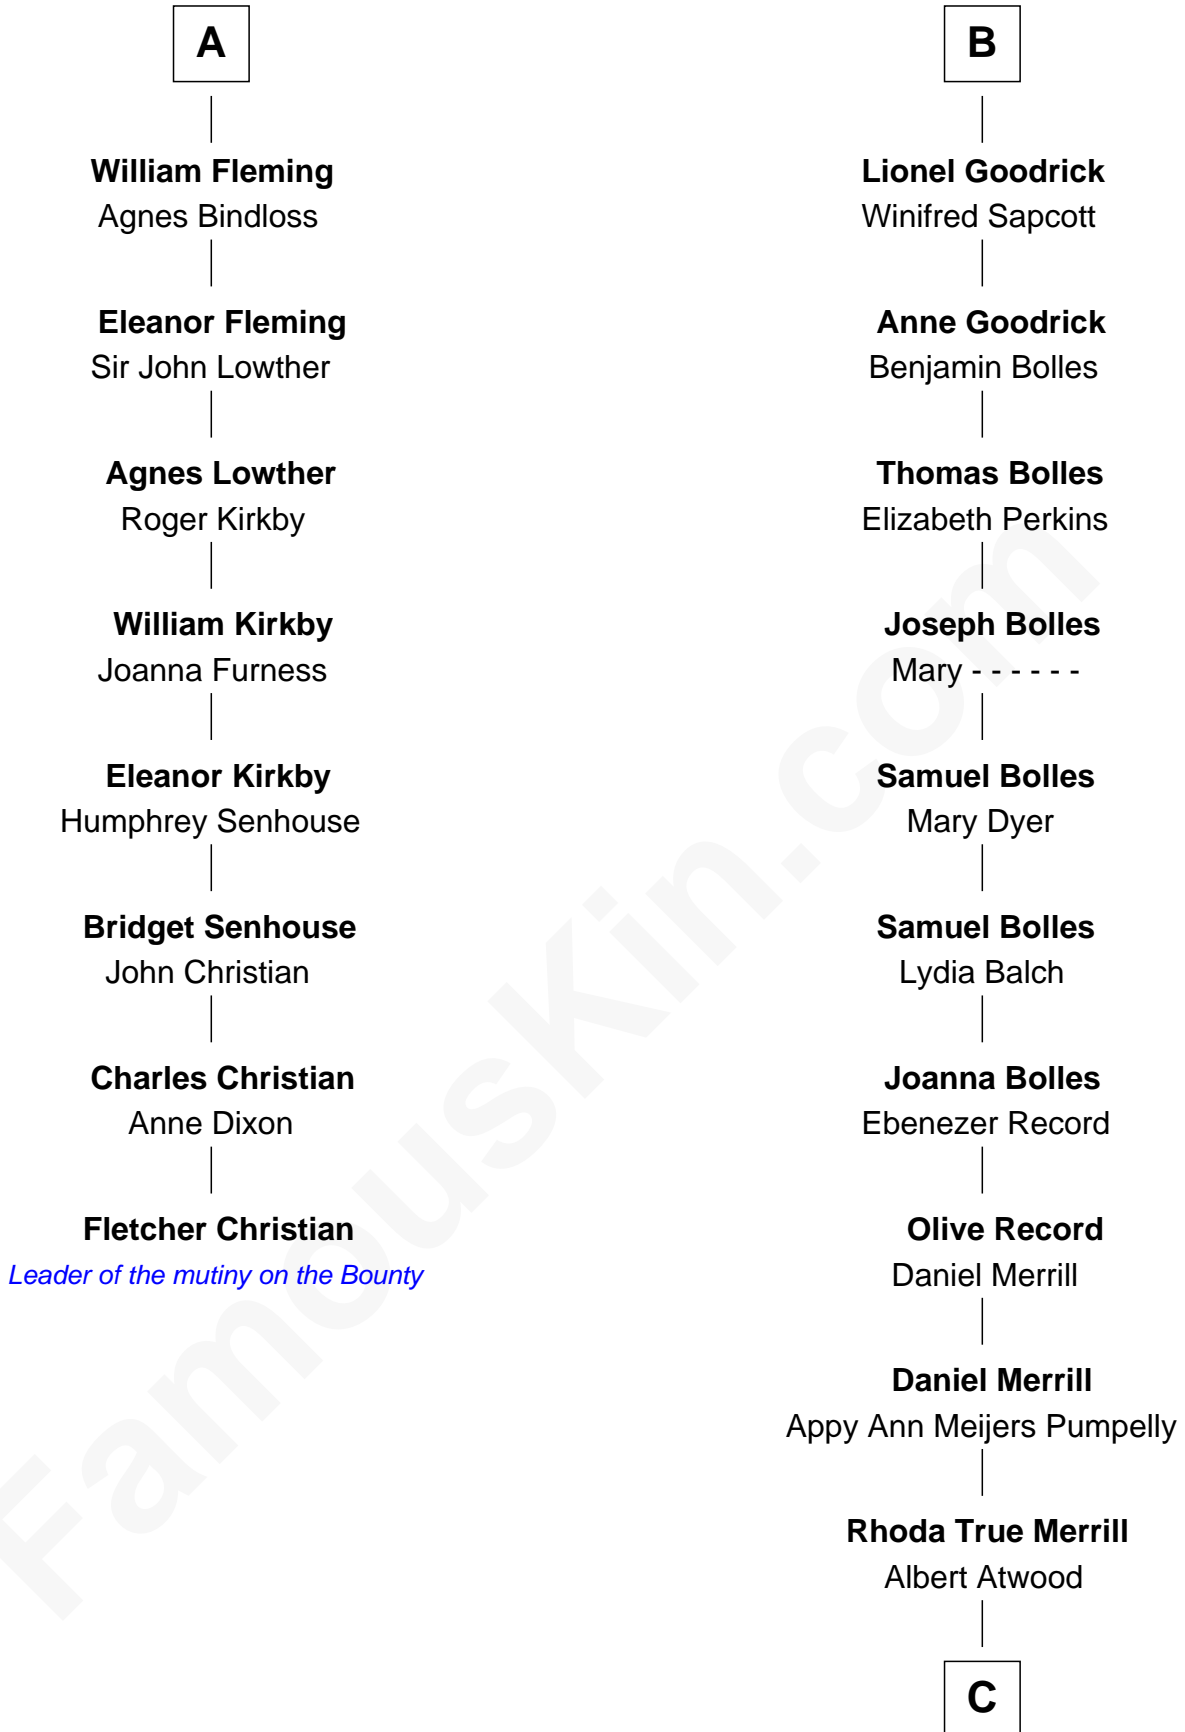 A
William Fleming
Agnes Bindloss
Eleanor Fleming
Sir John Lowther
Agnes Lowther
Roger Kirkby
William Kirkby
Joanna Furness
Eleanor Kirkby
Humphrey Senhouse
Bridget Senhouse
John Christian
Charles Christian
Anne Dixon
Fletcher Christian
Leader of the mutiny on the Bounty
B
Lionel Goodrick
Winifred Sapcott
Anne Goodrick
Benjamin Bolles
Thomas Bolles
Elizabeth Perkins
Joseph Bolles
Mary - - - - - -
Samuel Bolles
Mary Dyer
Samuel Bolles
Lydia Balch
Joanna Bolles
Ebenezer Record
Olive Record
Daniel Merrill
Daniel Merrill
Appy Ann Meijers Pumpelly
Rhoda True Merrill
Albert Atwood
C
FamousKin.com